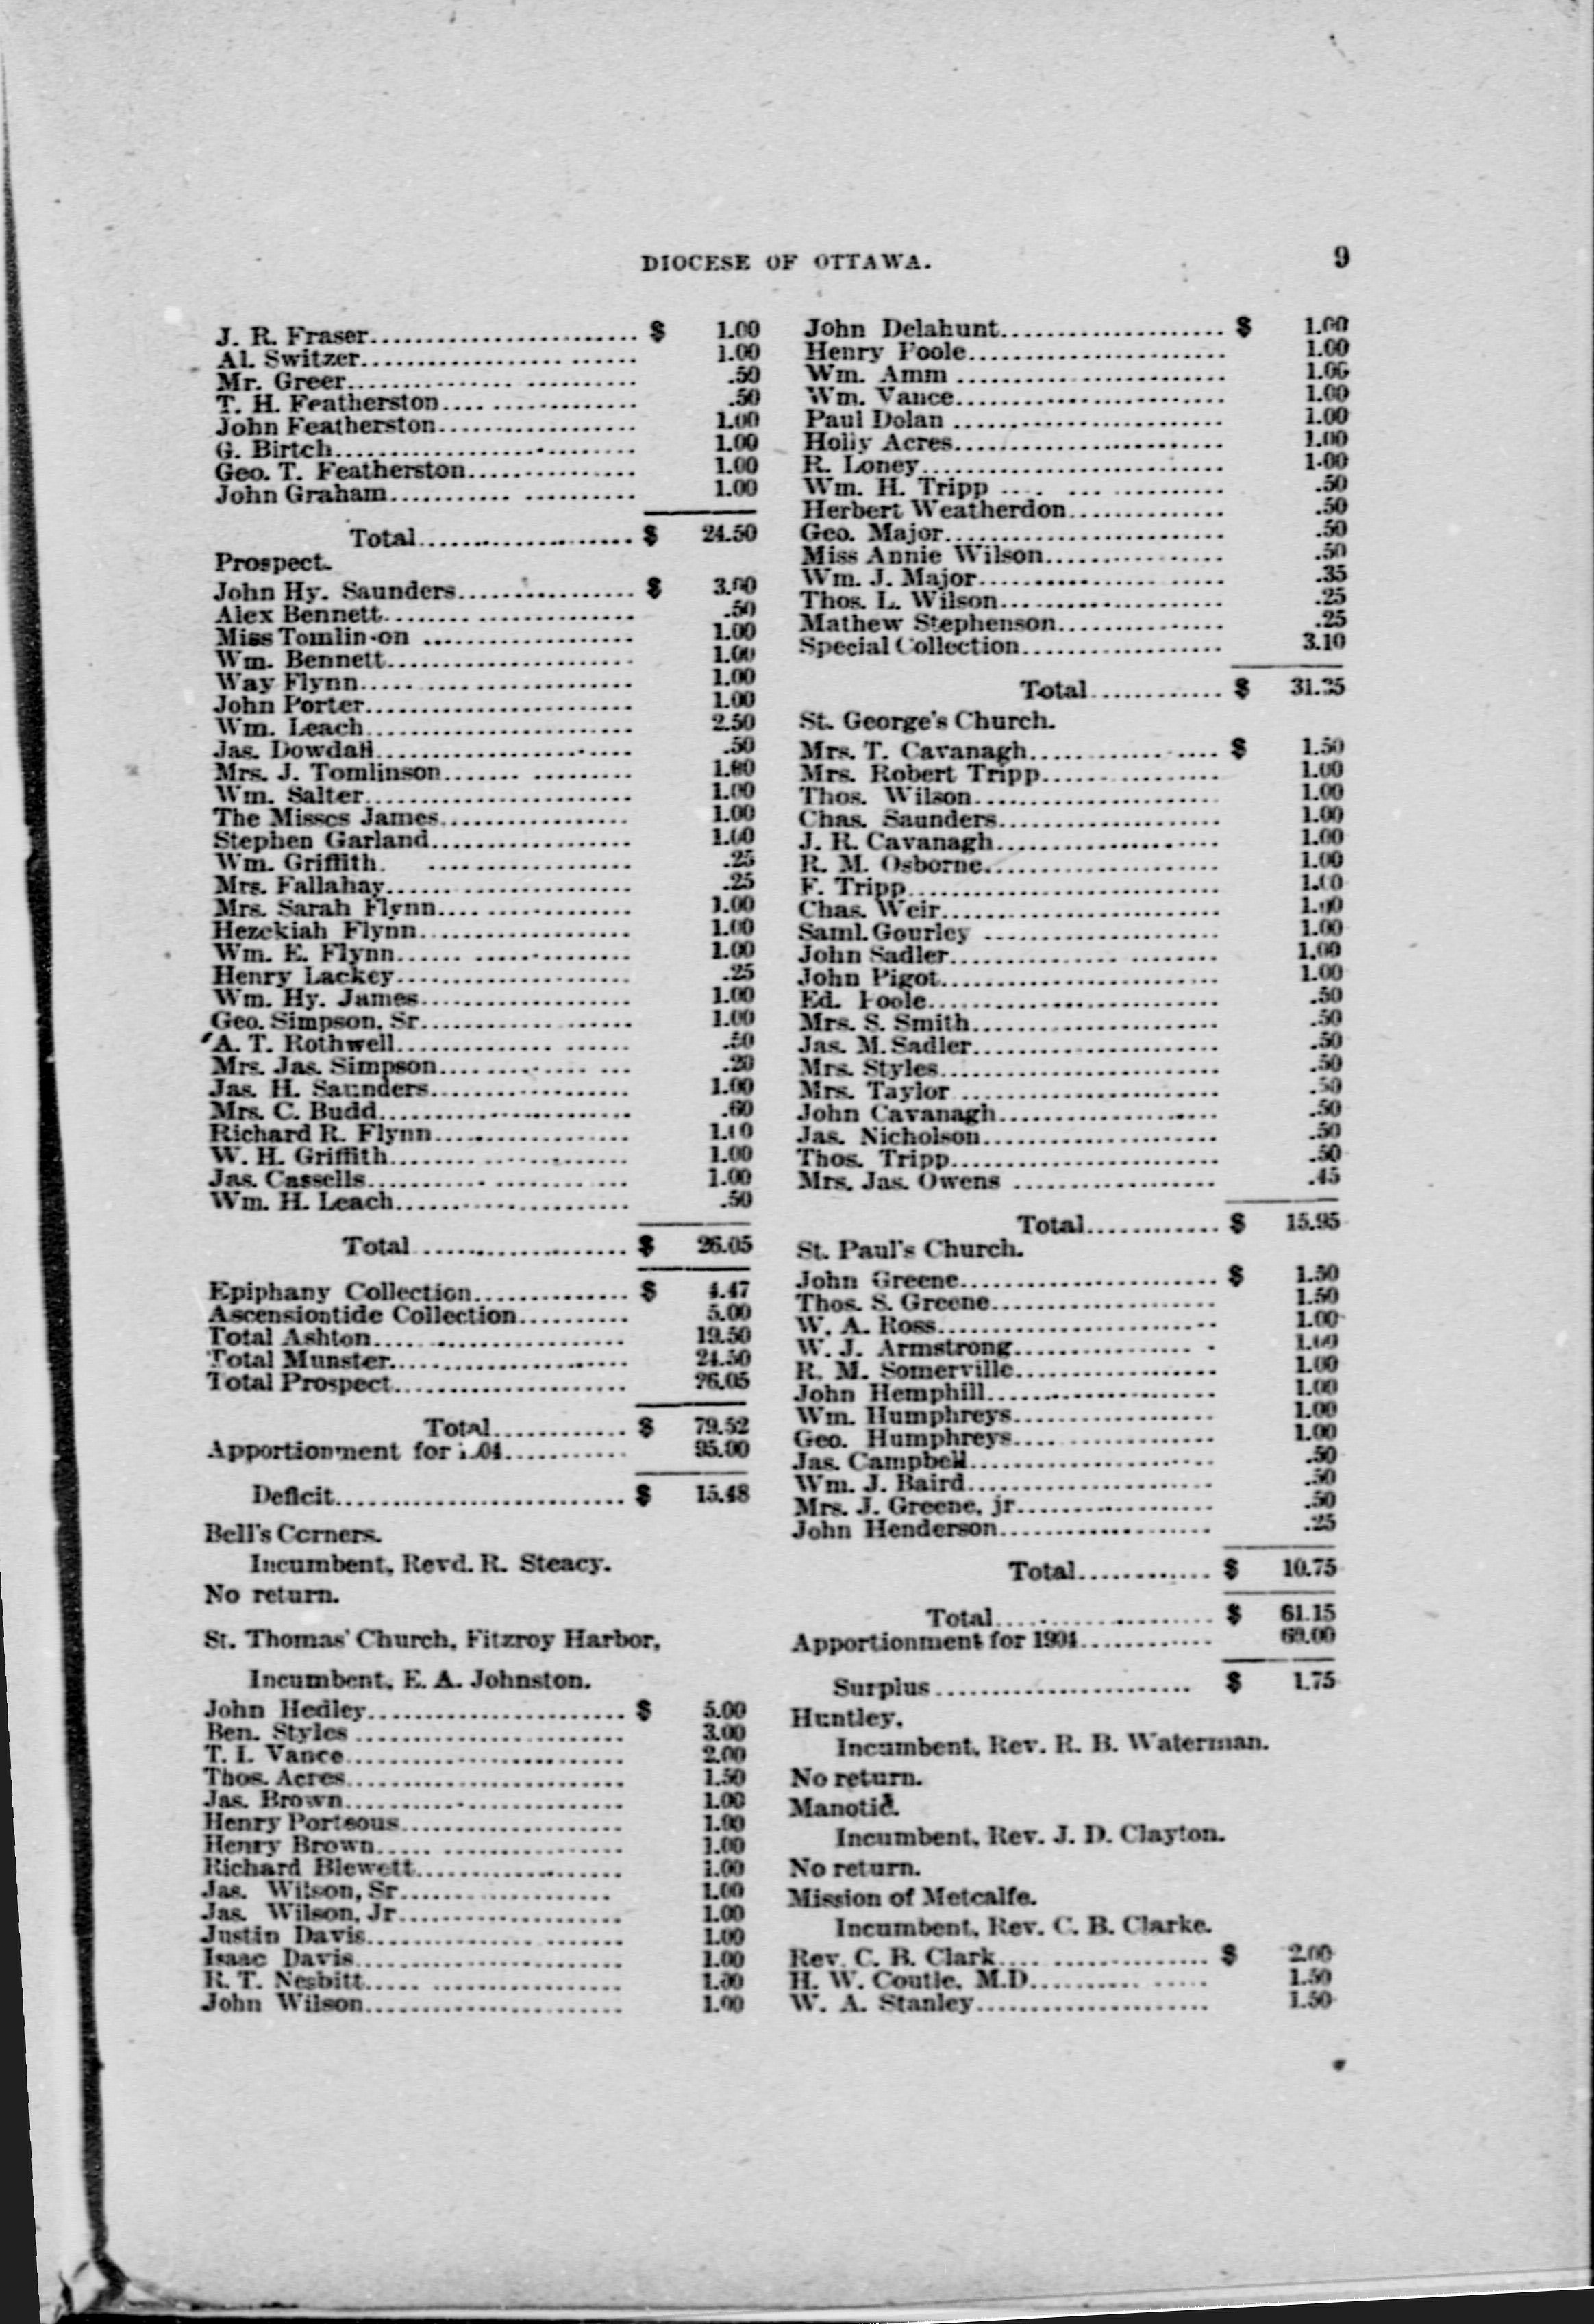 DIOCESE OF OTTAWA. 9
J. R. Fraser........................ $ 1.00
Al. Switzer........................ 1.00
Mr. Greer........................ .50
T. H. Featherston.................... .50
John Featherston.................... 1.00
G. Birtch........................ 1.00
Geo. T. Featherston................ 1.00
John Graham........................ 1.00
Total.................... $ 24.50
Prospect.
John Hy. Saunders................ $ 3.00
Alex Bennett........................ .50
Miss Tomlin-on .................... 1.00
Wm. Bennett........................ 1.00
Way Flynn........................ 1.00
John Porter........................ 1.00
Wm. Leach........................ 2.50
Jas. Dowdall........................ .50
Mrs. J. Tomlinson.................... 1.00
Wm. Salter........................ 1.00
The Misses James.................... 1.00
Stephen Garland.................... 1.00
Wm. Griffith. .................... .25
Mrs. Fallahay........................ .25
Mrs. Sarah Flynn.................... 1.00
Hezekiah Flynn.................... 1.00
Wm. E. Flynn........................ 1.00
Henry Lackey........................ .25
Wm. Hy. James.................... 1.00
Geo. Simpson, Sr.................... 1.00
A. T. Rothwell.................... .50
Mrs. Jas. Simpson.................... .20
Jas. H. Saunders.................... 1.00
Mrs. C. Budd........................ .60
Richard R. Flynn.................... 1.00
W. H. Griffith.................... 1.00
Jas. Cassells........................ 1.00
Wm. H. Leach.................... .50
Total.................... $ 26.05
Epiphany Collection................ $ 4.47
Ascensiontide Collection........... 5.00
Total Ashton........................ 19.50
Total Munster.................... 24.50
Total Prospect.................... 26.05
Total............. $ 79.52
Apportionment for 1904........... 95.00
Deficit........................ $ 15.48
Bell's Corners.
Incumbent, Revd. R. Steacy.
No return.
St. Thomas' Church, Fitzroy Harbor,
Incumbent, E. A. Johnston.
John Hedley........................ $ 5.00
Ben. Styles ........................ 3.00
T. I. Vance........................ 2.00
Thos. Acres........................ 1.50
Jas. Brown........................ 1.00
Henry Porteous.................... 1.00
Henry Brown........................ 1.00
Richard Blewett.................... 1.00
Jas. Wilson, Sr.................... 1.00
Jas. Wilson, Jr.................... 1.00
Justin Davis........................ 1.00
Isaac Davis........................ 1.00
R. T. Nesbitt........................ 1.00
John Wilson........................ 1.00
John Delahunt.................... $ 1.00
Henry Poole........................ 1.00
Wm. Amm ........................ 1.00
Wm. Vance........................ 1.00
Paul Dolan ........................ 1.00
Holly Acres........................ 1.00
R. Loney........................ 1.00
Wm. H. Tripp .................... .50
Herbert Weatherdon............... .50
Geo. Major........................ .50
Miss Annie Wilson................ .50
Wm. J. Major.................... .35
Thos. L. Wilson.................... .25
Mathew Stephenson............... .25
Special Collection.................. 3.10
Total............ $ 31.35
St. George's Church.
Mrs. T. Cavanagh.................. $ 1.50
Mrs. Robert Tripp................ 1.00
Thos. Wilson........................ 1.00
Chas. Saunders.................... 1.00
J. R. Cavanagh.................... 1.00
R. M. Osborne.................... 1.00
F. Tripp........................ 1.00
Chas. Weir........................ 1.00
Saml. Gourley .................... 1.00
John Sadler........................ 1.00
John Pigot........................ 1.00
Ed. Poole........................ .50
Mrs. S. Smith.................... .50
Jas. M. Sadler.................... .50
Mrs. Styles........................ .50
Mrs. Taylor ........................ .50
John Cavanagh.................... .50
Jas. Nicholson.................... .50
Thos. Tripp........................ .50
Mrs. Jas. Owens .................. .45
Total............. $ 15.95
St. Paul's Church.
John Greene........................ $ 1.50
Thos. S. Greene.................... 1.50
W. A. Ross........................ 1.00
W. J. Armstrong.................. 1.00
R. M. Somerville.................. 1.00
John Hemphill.................... 1.00
Wm. Humphreys.................. 1.00
Geo. Humphreys.................. 1.00
Jas. Campbell.................... .50
Wm. J. Baird.................... .50
Mrs. J. Greene, jr.................. .50
John Henderson.................. .25
Total............. $ 10.75
Total.................... $ 61.15
Apportionment for 1904............ 60.00
Surplus........................ $ 1.75
Huntley,
Incumbent, Rev. R. B. Waterman.
No return.
Manotic.
Incumbent, Rev. J. D. Clayton.
No return.
Mission of Metcalfe.
Incumbent, Rev. C. B. Clarke.
Rev. C. B. Clark.................... $ 2.00
H. W. Coutie, M.D.................. 1.50
W. A. Stanley.................... 1.50